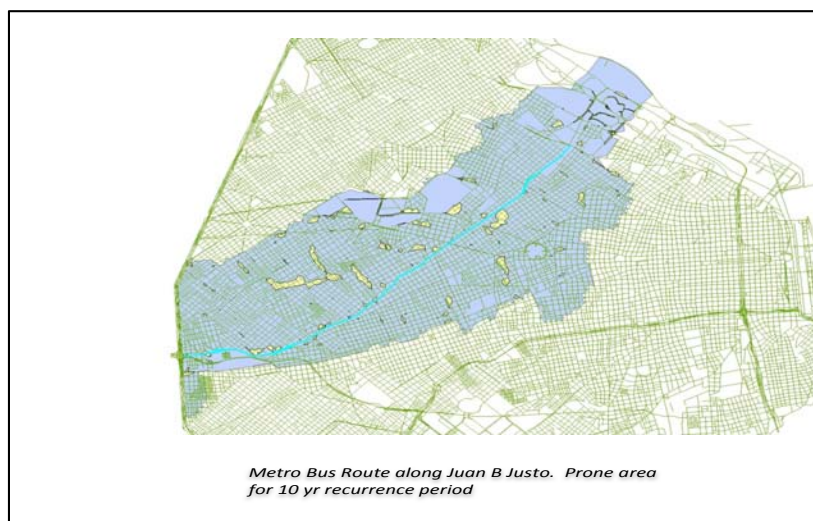 Metro Bus Route along Juan B Justo. Prone area
for 10 yr recurrence period